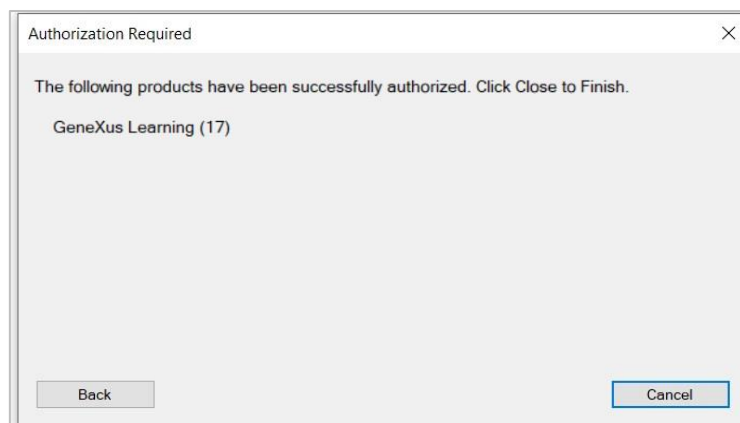 Authorization Required
The following products have been successfully authorized. Click Close to Finish.
GeneXus Learning (17)
Back
Cancel